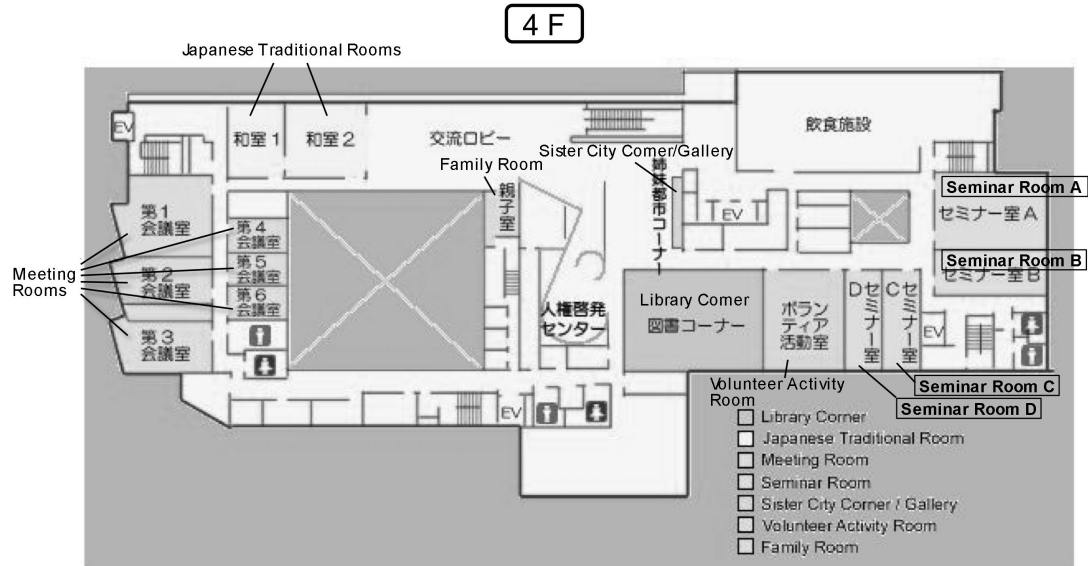 4F
Japanese Traditional Rooms
EV
和室1
和室2
交流ロビー
飲食施設
Sister City Corner/Gallery
Family Room
親子室
姉妹都市コーナー
EV
Seminar Room A
セミナー室A
Seminar Room B
セミナー室B
第1
会議室
第4
会議室
Meeting
Rooms
第2
会議室
第5
会議室
第6
会議室
第3
会議室
人権啓発
センター
Library Corner
図書コーナー
ボラン
ティア
活動室
Dセミナー室
Cセミナー室
EV
Volunteer Activity
Room
Seminar Room C
Seminar Room D
EV
Library Corner
Japanese Traditional Room
Meeting Room
Seminar Room
Sister City Corner / Gallery
Volunteer Activity Room
Family Room